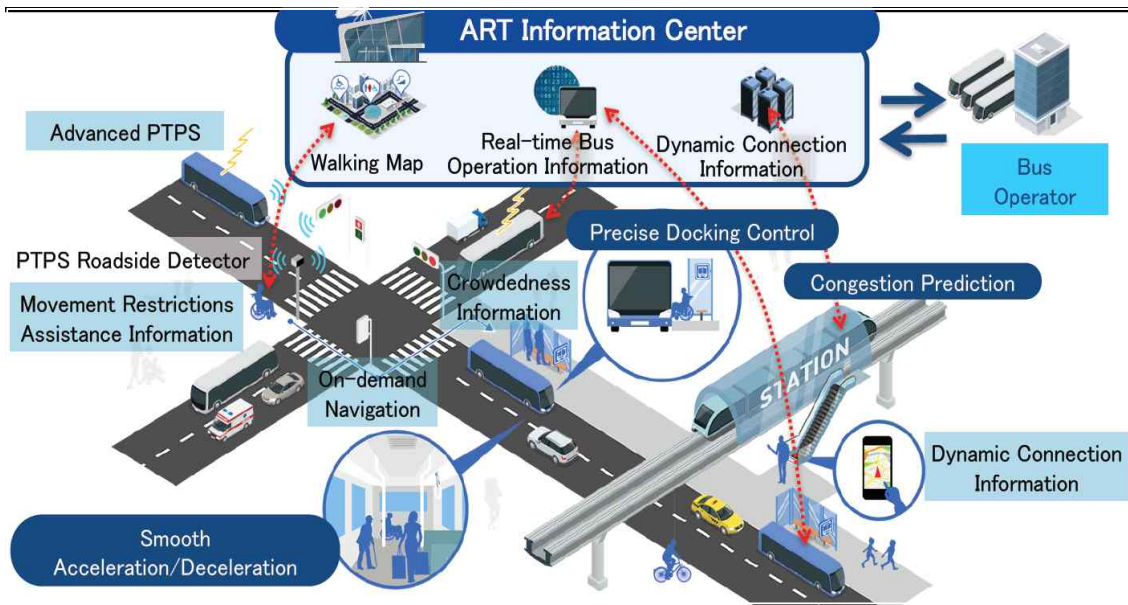 ART Information Center
Walking Map
Real-time Bus
Operation Information
Dynamic Connection
Information
Bus
Operator
Advanced PTPS
PTPS Roadside Detector
Movement Restrictions
Assistance Information
Crowdedness
Information
On-demand
Navigation
Precise Docking Control
Congestion Prediction
STATION
Dynamic Connection
Information
Smooth
Acceleration/Deceleration